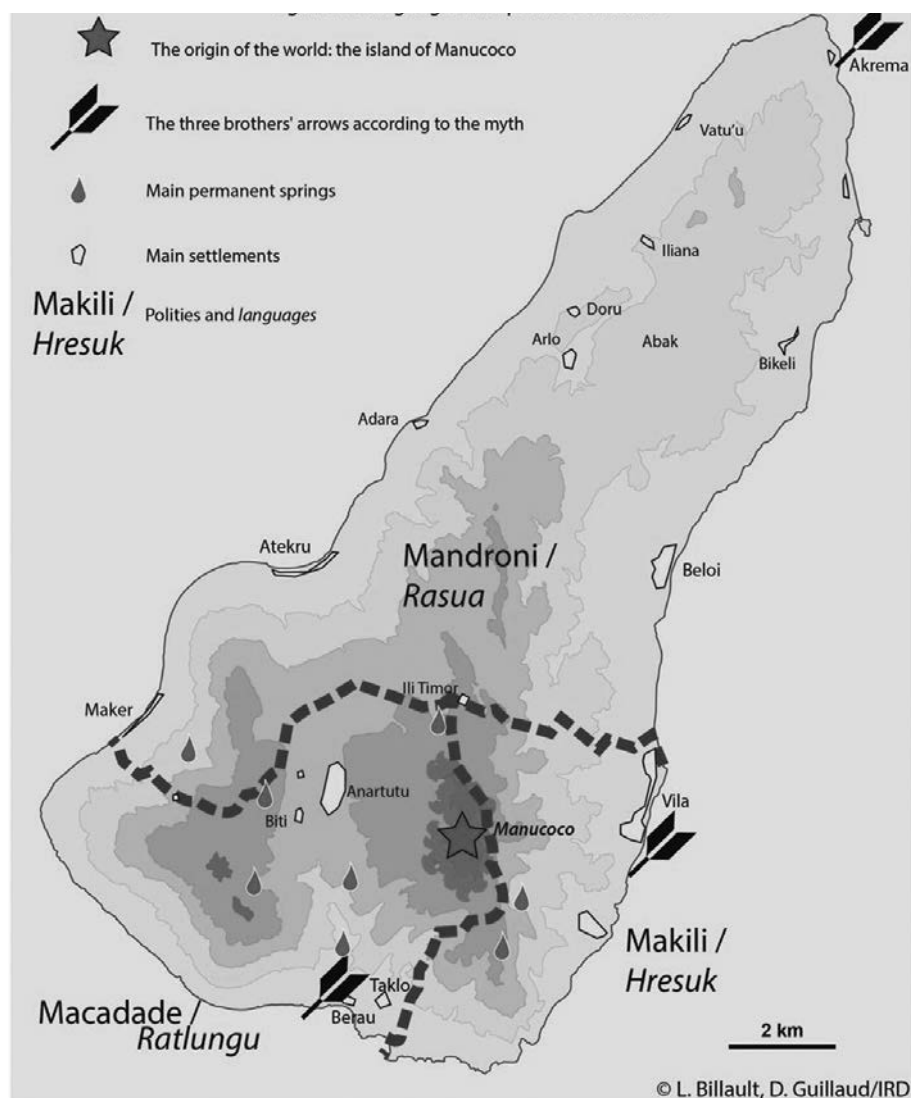 The origin of the world: the island of Manucoco
Akrema
The three brothers' arrows according to the myth
Vatu'u
Main permanent springs
Main settlements
Iliana
Makili /
Hresuk
Polities and languages
Doru
Arlo
Abak
Bikeli
Adara
Atekru
Mandroni /
Rasua
Beloi
Ili Timor
Maker
Anartutu
Biti
Vila
Manucoco
Makili /
Hresuk
Taklo
Berau
Macadade
Ratlungu
2 km
© L. Billault, D. Guillaud/IRD